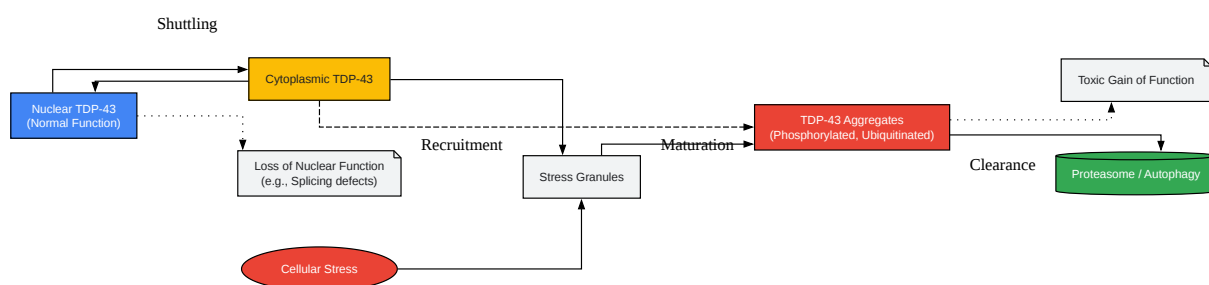 Shuttling
Cytoplasmic TDP-43
Toxic Gain of Function
Nuclear TDP-43
(Normal Function)
TDP-43 Aggregates
(Phosphorylated, Ubiquitinated)
Recruitment
Maturation
Loss of Nuclear Function
(e.g., Splicing defects)
Stress Granules
Clearance
Proteasome / Autophagy
Cellular Stress